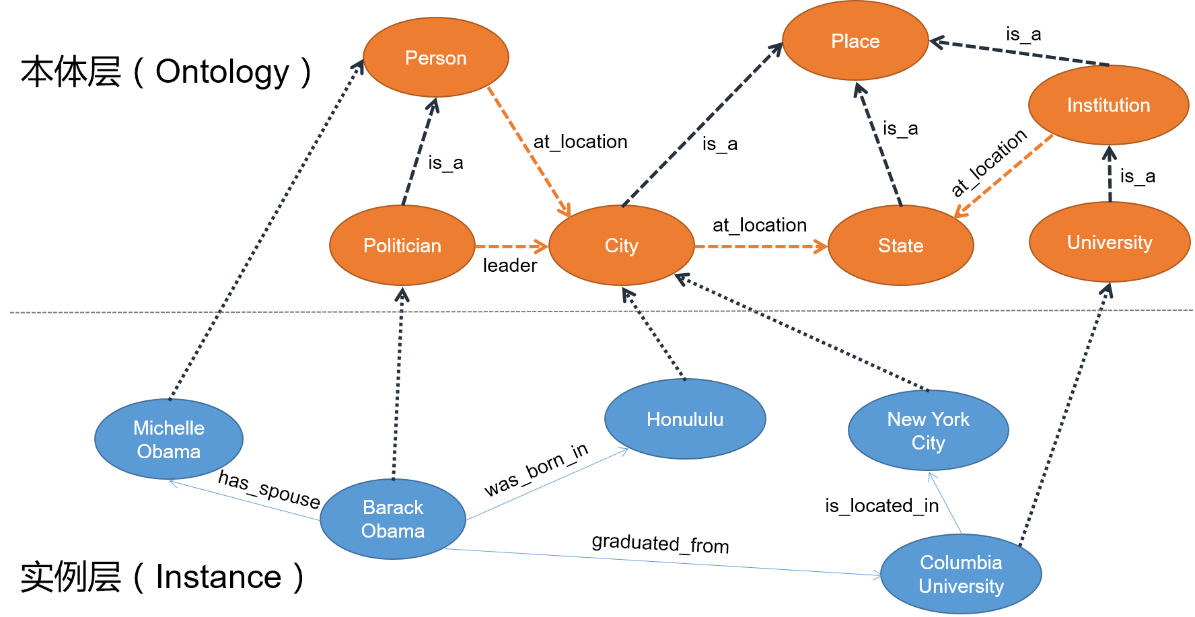 本体层（Ontology）
Person
Place
is_a
Institution
at_location
is_a
is_a
is_a
at_location
is_a
Politician
leader
City
at_location
State
University
Michelle
Obama
Honululu
New York
City
has_spouse
was_born_in
is_located_in
Barack
Obama
graduated_from
Columbia
University
实例层（Instance）